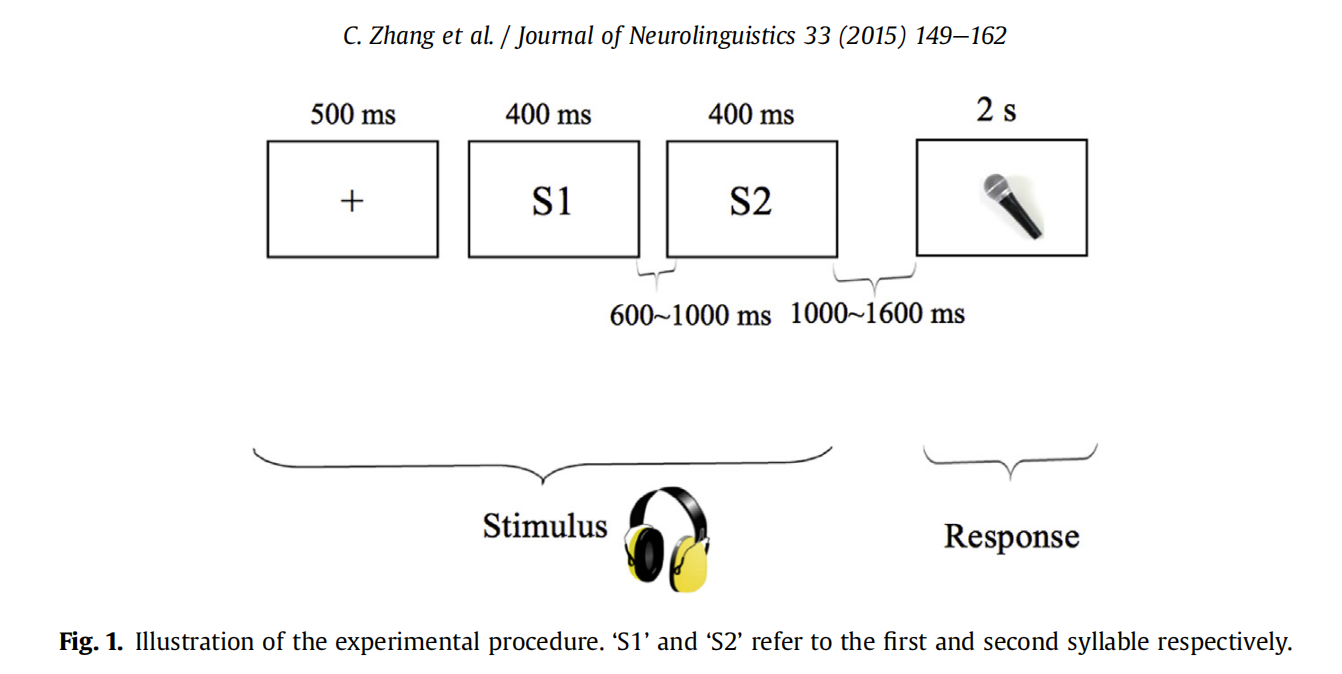 C. Zhang et al. / Journal of Neurolinguistics 33 (2015) 149–162
500 ms 400 ms 400 ms 2 s
+ S1 S2
600~1000 ms 1000~1600 ms
Stimulus
Response
Fig. 1. Illustration of the experimental procedure. ‘S1’ and ‘S2’ refer to the first and second syllable respectively.